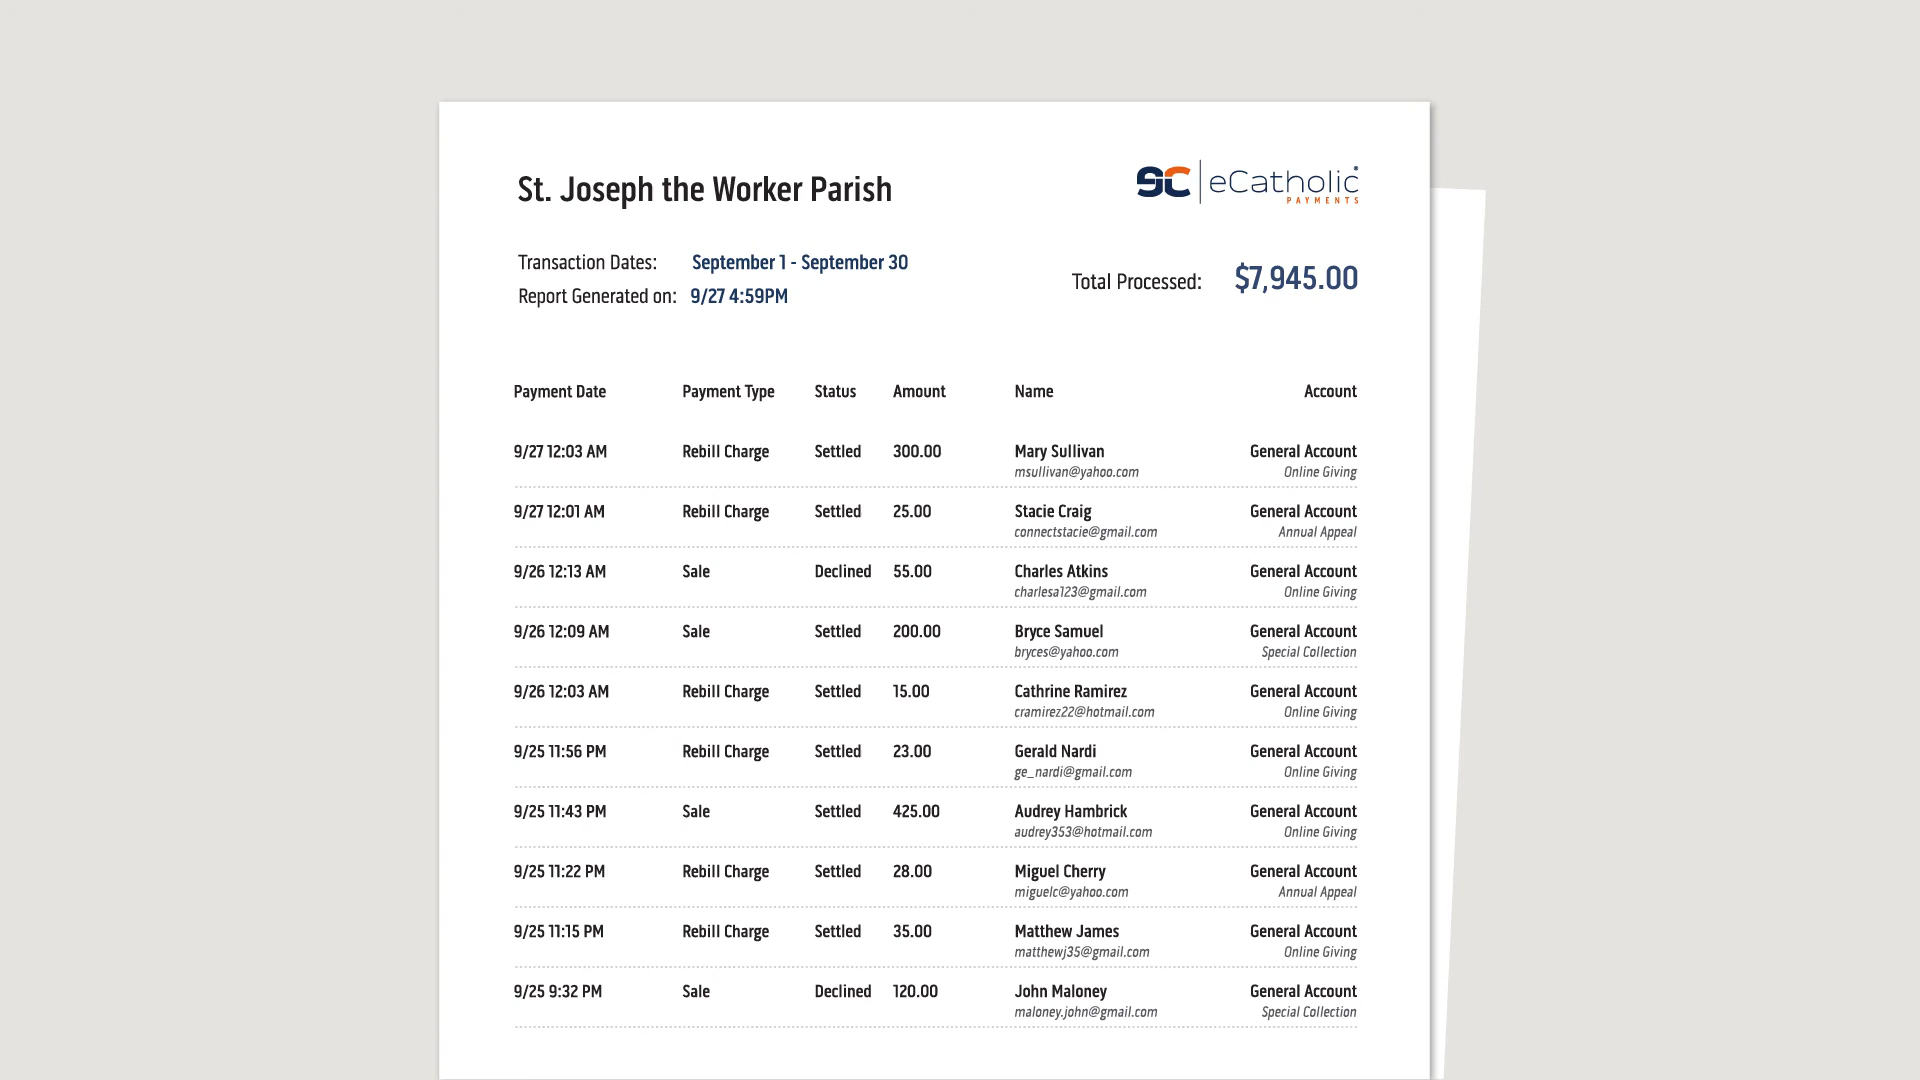 St. Joseph the Worker Parish
SC eCatholic
PAYMENTS
Transaction Dates: September 1 - September 30
Report Generated on: 9/27 4:59PM
Total Processed: $7,945.00
Payment Date Payment Type Status Amount Name Account
9/27 12:03 AM Rebill Charge Settled 300.00 Mary Sullivan General Account
msullivan@yahoo.com Online Giving
9/27 12:01 AM Rebill Charge Settled 25.00 Stacie Craig General Account
connectstacie@gmail.com Annual Appeal
9/26 12:13 AM Sale Declined 55.00 Charles Atkins General Account
charlesa123@gmail.com Online Giving
9/26 12:09 AM Sale Settled 200.00 Bryce Samuel General Account
bryces@yahoo.com Special Collection
9/26 12:03 AM Rebill Charge Settled 15.00 Cathrine Ramirez General Account
cramirez22@hotmail.com Online Giving
9/25 11:56 PM Rebill Charge Settled 23.00 Gerald Nardi General Account
ge_nardi@gmail.com Online Giving
9/25 11:43 PM Sale Settled 425.00 Audrey Hambrick General Account
audrey353@hotmail.com Online Giving
9/25 11:22 PM Rebill Charge Settled 28.00 Miguel Cherry General Account
miguelc@yahoo.com Annual Appeal
9/25 11:15 PM Rebill Charge Settled 35.00 Matthew James General Account
matthewj35@gmail.com Online Giving
9/25 9:32 PM Sale Declined 120.00 John Maloney General Account
maloney.john@gmail.com Special Collection